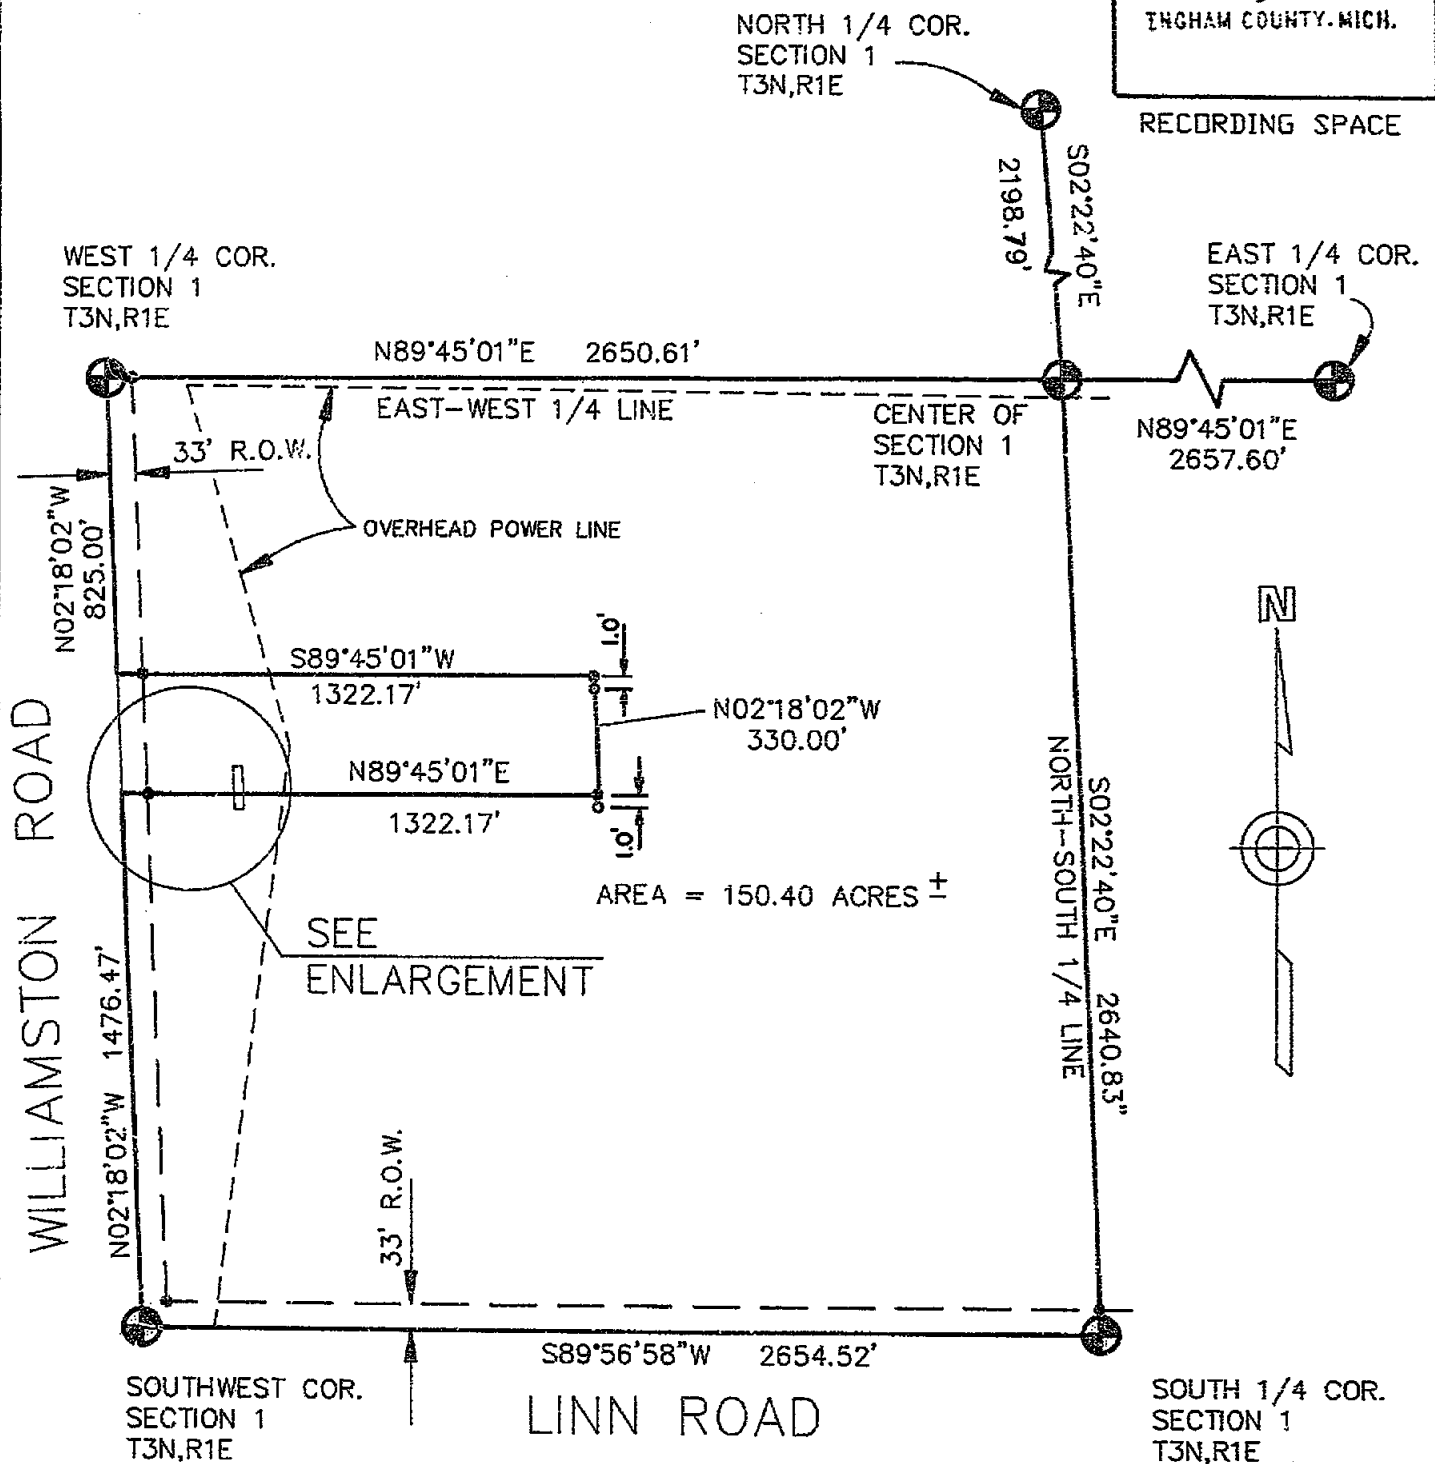 INGHAM COUNTY. MICH.
RECORDING SPACE
NORTH 1/4 COR.
SECTION 1
T3N,R1E
S02°22'40"E
2198.79'
WEST 1/4 COR.
SECTION 1
T3N,R1E
EAST 1/4 COR.
SECTION 1
T3N,R1E
N89°45'01"E 2650.61'
EAST-WEST 1/4 LINE
CENTER OF
SECTION 1
T3N,R1E
N89°45'01"E
2657.60'
33' R.O.W.
N02°18'02"W
825.00'
OVERHEAD POWER LINE
N
S89°45'01"W
1322.17'
1.0'
N02°18'02"W
330.00'
N89°45'01"E
1322.17'
1.0'
AREA = 150.40 ACRES ±
SEE
ENLARGEMENT
WILLIAMSTON ROAD
N02°18'02"W 1476.47'
S02°22'40"E 2640.83"
NORTH-SOUTH 1/4 LINE
33' R.O.W.
S89°56'58"W 2654.52'
LINN ROAD
SOUTHWEST COR.
SECTION 1
T3N,R1E
SOUTH 1/4 COR.
SECTION 1
T3N,R1E